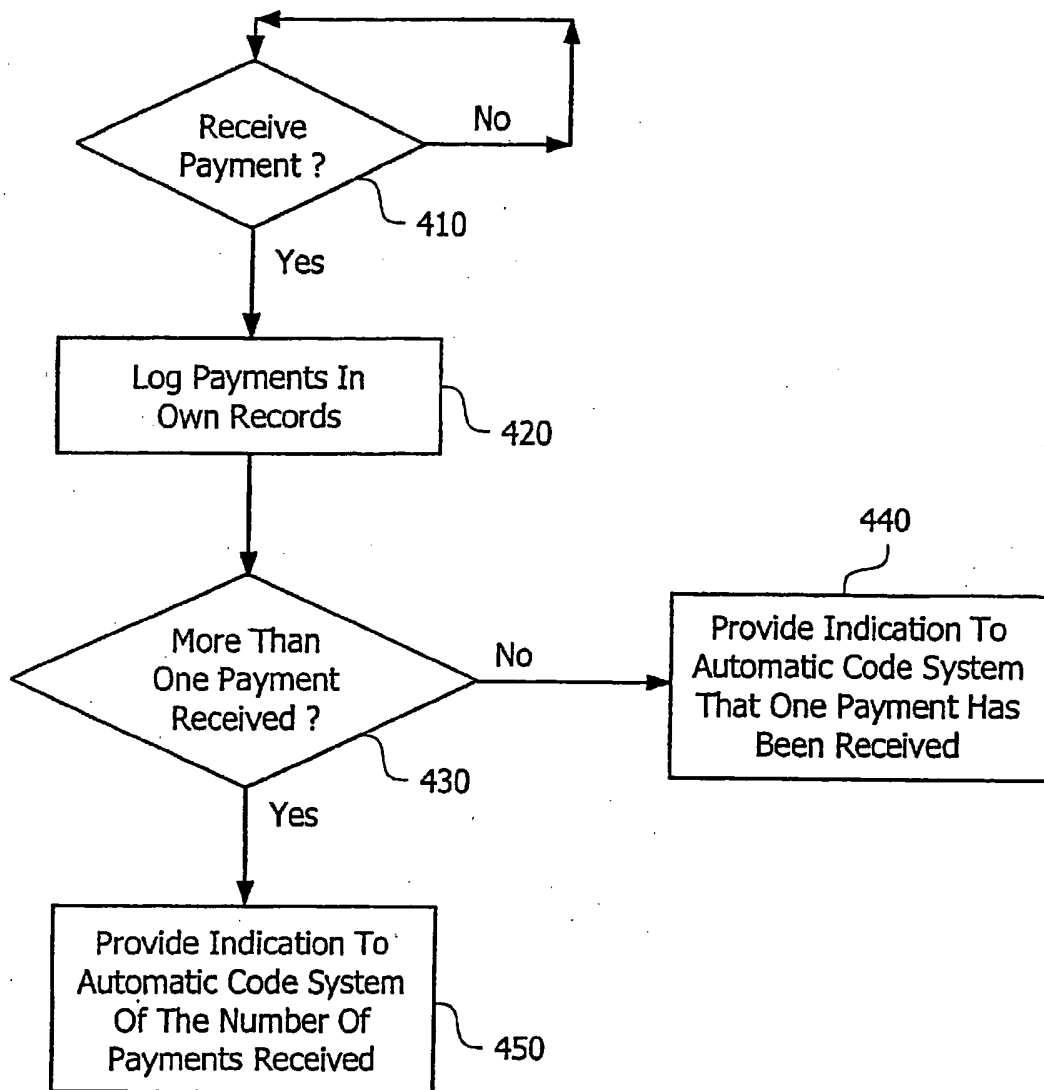 Receive
Payment ?
No
410
Yes
Log Payments In
Own Records
420
More Than
One Payment
Received ?
No
430
Yes
440
Provide Indication To
Automatic Code System
That One Payment Has
Been Received
Provide Indication To
Automatic Code System
Of The Number Of
Payments Received
450